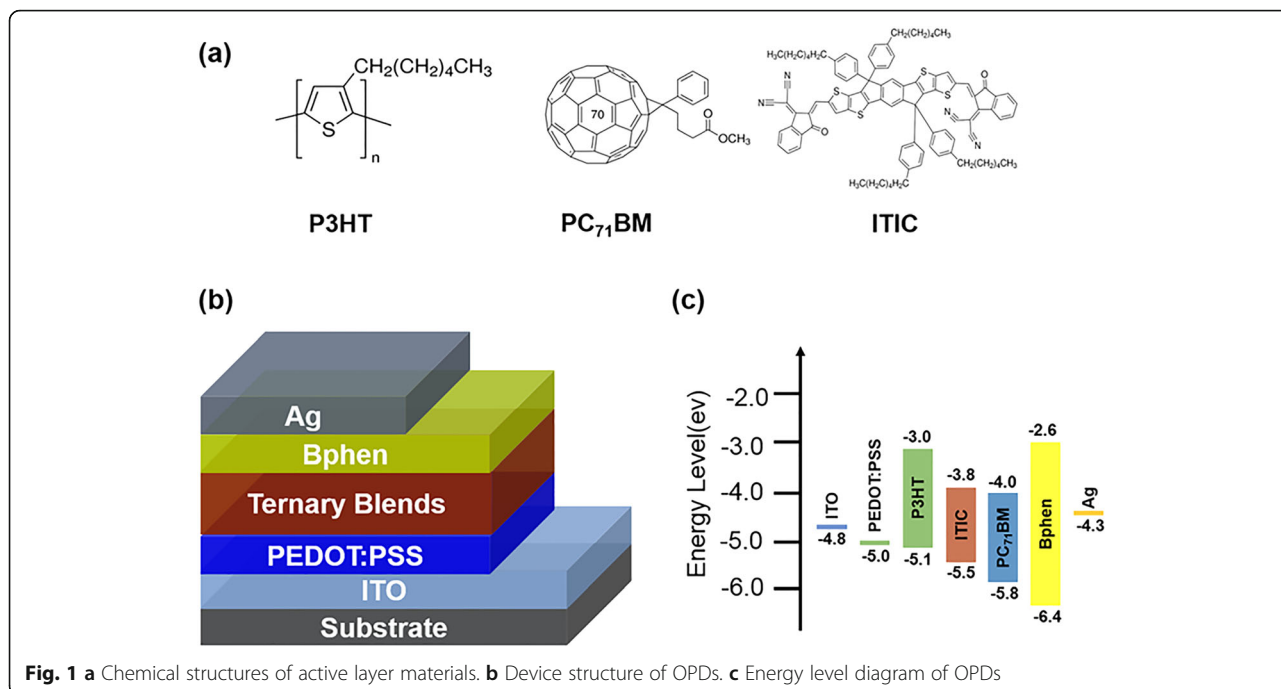 (a)
CH2(CH2)4CH3
S
n
P3HT
70
O
OCH3
PC71BM
H3C(H2C)4H2C
CH2(CH2)4CH3
N
N
O
S
S
S
S
O
N
N
H3C(H2C)4H2C
CH2(CH2)4CH3
ITIC
(b)
Ag
Bphen
Ternary Blends
PEDOT:PSS
ITO
Substrate
(c)
Energy Level(ev)
-2.0
-3.0
-4.0
-5.0
-6.0
ITO
-4.8
PEDOT:PSS
-5.0
-3.0
P3HT
-5.1
-3.8
ITIC
-5.5
-4.0
PC71BM
-5.8
-2.6
Bphen
-6.4
Ag
-4.3
Fig. 1 a Chemical structures of active layer materials. b Device structure of OPDs. c Energy level diagram of OPDs